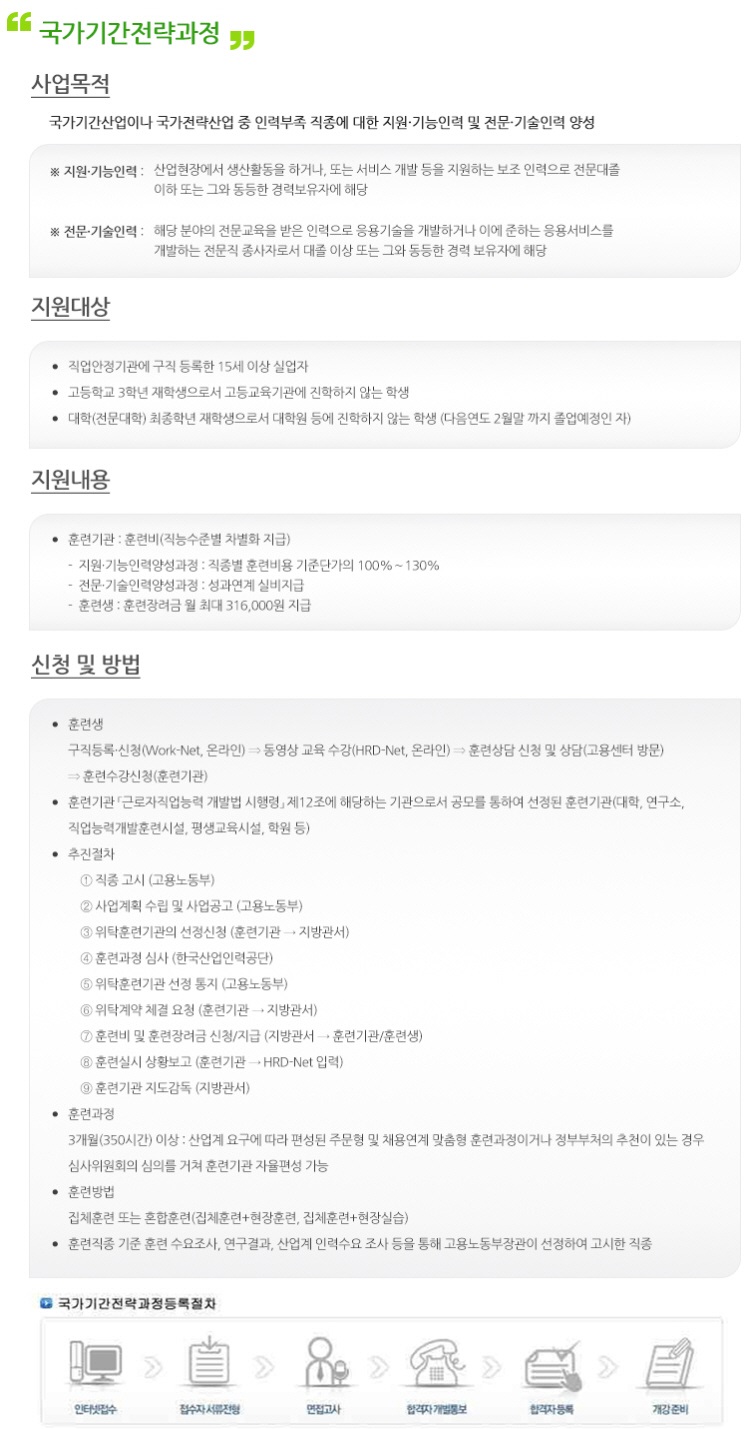 ❝ 국가기간전략과정 ❞
사업목적
국가기간산업이나 국가전략산업 중 인력부족 직종에 대한 지원·기능인력 및 전문·기술인력 양성
※ 지원·기능인력 : 산업현장에서 생산활동을 하거나, 또는 서비스 개발 등을 지원하는 보조 인력으로 전문대졸
이하 또는 그와 동등한 경력보유자에 해당
※ 전문·기술인력 : 해당 분야의 전문교육을 받은 인력으로 응용기술을 개발하거나 이에 준하는 응용서비스를
개발하는 전문직 종사자로서 대졸 이상 또는 그와 동등한 경력 보유자에 해당
지원대상
• 직업안정기관에 구직 등록한 15세 이상 실업자
• 고등학교 3학년 재학생으로서 고등교육기관에 진학하지 않는 학생
• 대학(전문대학) 최종학년 재학생으로서 대학원 등에 진학하지 않는 학생 (다음연도 2월말 까지 졸업예정인 자)
지원내용
• 훈련기관 : 훈련비(직능수준별 차별화 지급)
- 지원·기능인력양성과정 : 직종별 훈련비용 기준단가의 100% ~ 130%
- 전문·기술인력양성과정 : 성과연계 실비지급
- 훈련생 : 훈련장려금 월 최대 316,000원 지급
신청 및 방법
• 훈련생
구직등록·신청(Work-Net, 온라인) ⇒ 동영상 교육 수강(HRD-Net, 온라인) ⇒ 훈련상담 신청 및 상담(고용센터 방문)
⇒ 훈련수강신청(훈련기관)
• 훈련기관 「근로자직업능력 개발법 시행령」 제12조에 해당하는 기관으로서 공모를 통하여 선정된 훈련기관(대학, 연구소,
직업능력개발훈련시설, 평생교육시설, 학원 등)
• 추진절차
① 직종 고시 (고용노동부)
② 사업계획 수립 및 사업공고 (고용노동부)
③ 위탁훈련기관의 선정신청 (훈련기관 → 지방관서)
④ 훈련과정 심사 (한국산업인력공단)
⑤ 위탁훈련기관 선정 통지 (고용노동부)
⑥ 위탁계약 체결 요청 (훈련기관 → 지방관서)
⑦ 훈련비 및 훈련장려금 신청/지급 (지방관서 → 훈련기관/훈련생)
⑧ 훈련실시 상황보고 (훈련기관 → HRD-Net 입력)
⑨ 훈련기관 지도감독 (지방관서)
• 훈련과정
3개월(350시간) 이상 : 산업계 요구에 따라 편성된 주문형 및 채용연계 맞춤형 훈련과정이거나 정부부처의 추천이 있는 경우
심사위원회의 심의를 거쳐 훈련기관 자율편성 가능
• 훈련방법
집체훈련 또는 혼합훈련(집체훈련+현장훈련, 집체훈련+현장실습)
• 훈련직종 기준 훈련 수요조사, 연구결과, 산업계 인력수요 조사 등을 통해 고용노동부장관이 선정하여 고시한 직종
국가기간전략과정등록절차
인터넷접수 접수자 서류전형 면접고사 합격자 개별통보 합격자 등록 개강 준비